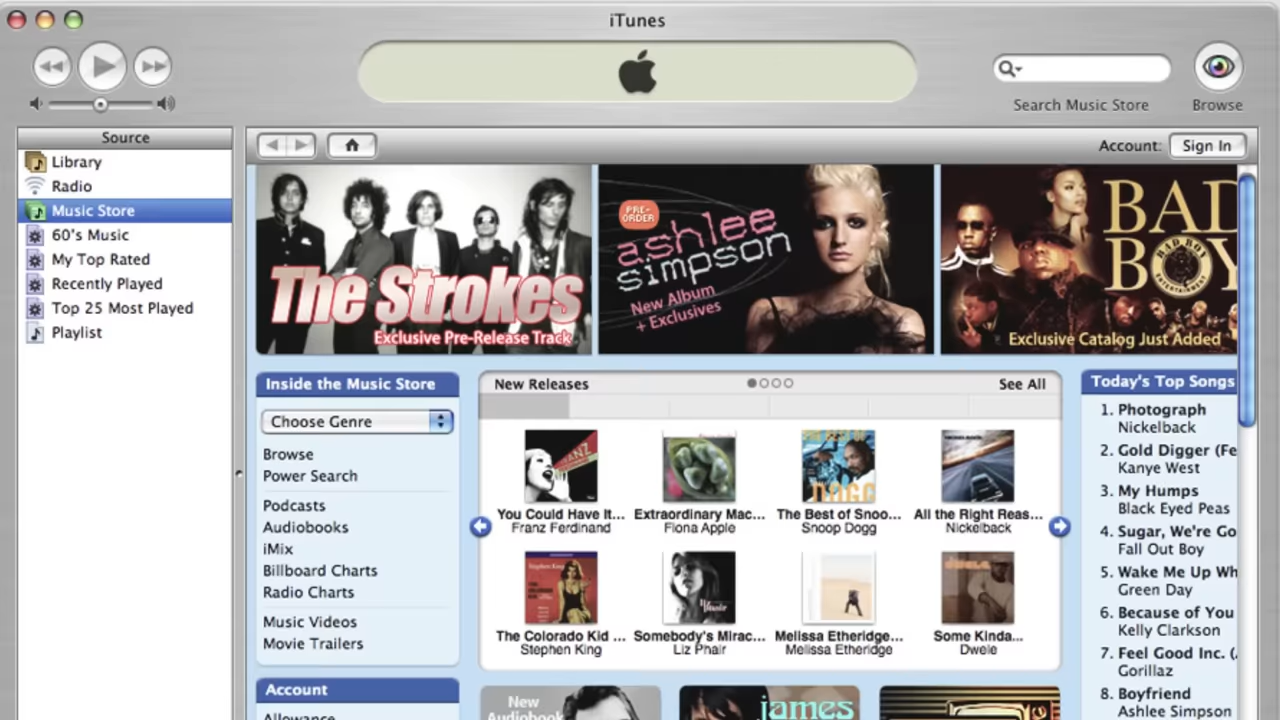 iTunes
Search Music Store
Browse
Source
Library
Radio
Music Store
60's Music
My Top Rated
Recently Played
Top 25 Most Played
Playlist
Account:
Sign In
The Strokes
Exclusive Pre-Release Track
PRE-
ORDER
ashlee
simpson
New Album
+ Exclusives
BAD
BOY
BAD BOY
ENTERTAINMENT
Exclusive Catalog Just Added
Inside the Music Store
Choose Genre
Browse
Power Search
Podcasts
Audiobooks
iMix
Billboard Charts
Radio Charts
Music Videos
Movie Trailers
Account
Allowance
New Releases
See All
You Could Have It...
Franz Ferdinand
Extraordinary Mac...
Fiona Apple
The Best of Snoo...
Snoop Dogg
All the Right Reas...
Nickelback
The Colorado Kid ...
Stephen King
Somebody's Mirac...
Liz Phair
Melissa Etheridge...
Melissa Etheridge
Some Kinda...
Dwele
New
Audiobook
james
Today's Top Songs
1. Photograph
Nickelback
2. Gold Digger (Fe
Kanye West
3. My Humps
Black Eyed Peas
4. Sugar, We're Go
Fall Out Boy
5. Wake Me Up Wh
Green Day
6. Because of You
Kelly Clarkson
7. Feel Good Inc. (
Gorillaz
8. Boyfriend
Ashlee Simpson